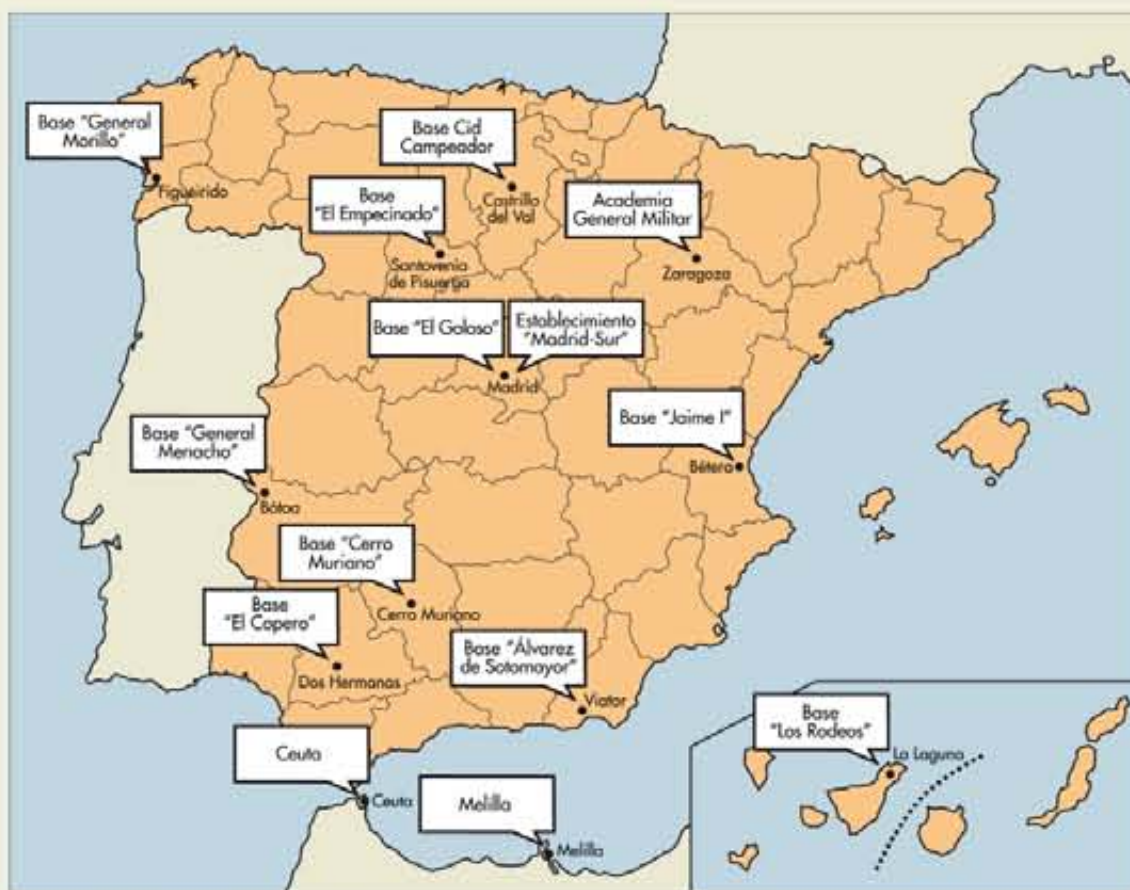 Base "General
Morillo"
Figueirido
Base Cid
Campeador
Castrillo
del Val
Base
"El Empecinado"
Santovenia
de Pisuerga
Academia
General Militar
Zaragoza
Base "El Goloso"
Establecimiento
"Madrid-Sur"
Madrid
Base "Jaime I"
Bétera
Base "General
Menacho"
Bótoa
Base "Cerro
Muriano"
Cerro Muriano
Base
"El Copero"
Dos Hermanas
Base "Álvarez
de Sotomayor"
Viator
Base
"Los Rodeos"
La Laguna
Ceuta
Ceuta
Melilla
Melilla